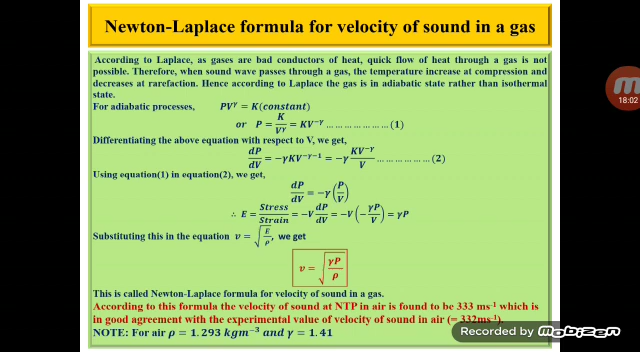 Newton-Laplace formula for velocity of sound in a gas
According to Laplace, as gases are bad conductors of heat, quick flow of heat through a gas is not
possible. Therefore, when sound wave passes through a gas, the temperature increase at compression and
decreases at rarefaction. Hence according to Laplace the gas is in adiabatic state rather than isothermal
state.
For adiabatic processes, PV^γ = K(constant)
or P = K/V^γ = KV^−γ … … … … … … … (1)
Differentiating the above equation with respect to V, we get,
dP/dV = −γKV^−γ−1 = −γ KV^−γ/V … … … … … … (2)
Using equation(1) in equation(2), we get,
dP/dV = −γ(P/V)
∴ E = Stress/Strain = −V dP/dV = −V(−γP/V) = γP
Substituting this in the equation v = √(E/ρ), we get
v = √(γP/ρ)
This is called Newton-Laplace formula for velocity of sound in a gas.
According to this formula the velocity of sound at NTP in air is found to be 333 ms⁻¹ which is
in good agreement with the experimental value of velocity of sound in air (= 332ms⁻¹).
NOTE: For air ρ = 1.293 kgm⁻³ and γ = 1.41
18:02
Recorded by Mobizen